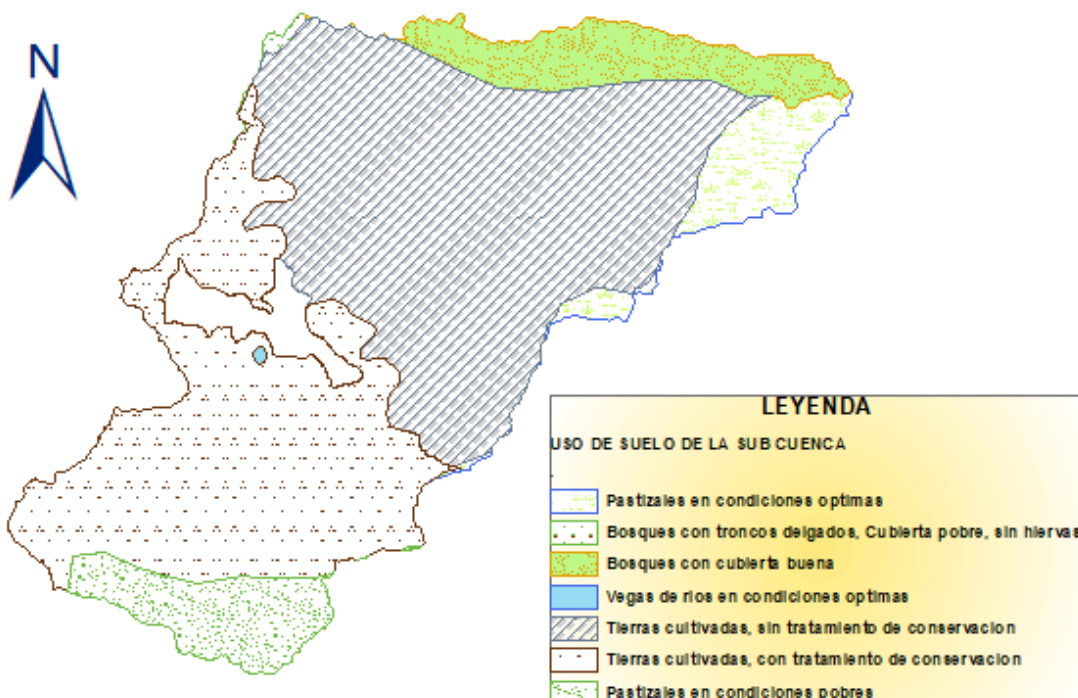 N
LEYENDA
USO DE SUELO DE LA SUB CUENCA
Pastizales en condiciones optimas
Bosques con troncos delgados, Cubierta pobre, sin hiervas
Bosques con cubierta buena
Vegas de rios en condiciones optimas
Tierras cultivadas, sin tratamiento de conservacion
Tierras cultivadas, con tratamiento de conservacion
Pastizales en condiciones pobres